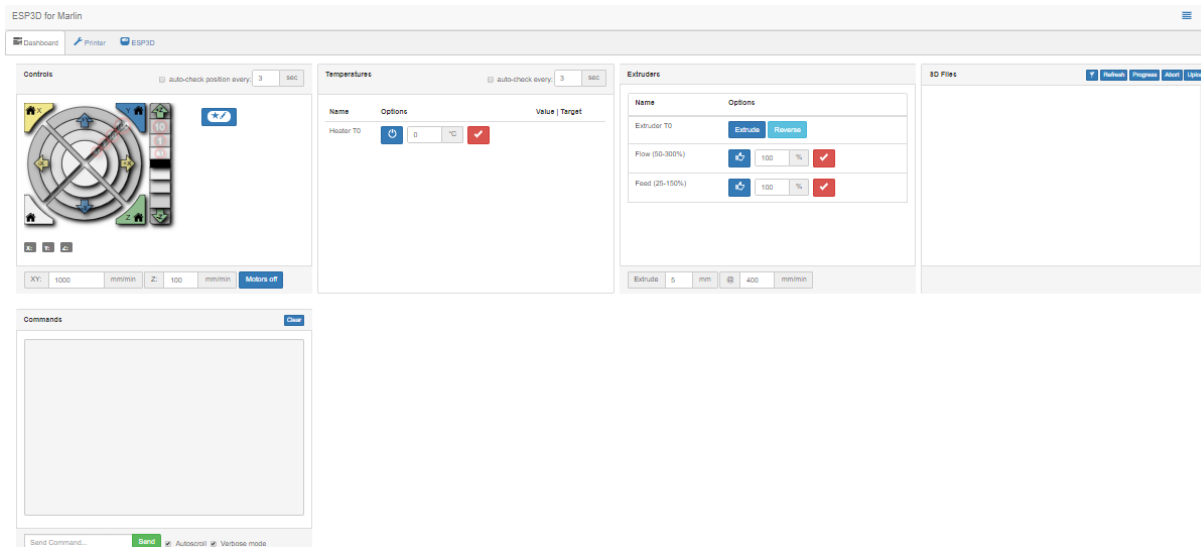 ESP3D for Marlin
Dashboard Printer ESP3D
Controls auto-check position every: 3 sec
X Y 10 1
Z
X: Y: Z:
XY: 1000 mm/min Z: 100 mm/min Motors off
Temperatures auto-check every: 3 sec
Name Options Value | Target
Heater T0 0 °C
Extruders
Name Options
Extruder T0 Extrude Reverse
Flow (50-300%) 100 %
Feed (25-150%) 100 %
Extrude 5 mm @ 400 mm/min
SD Files Refresh Progress Abort Uplo
Commands Clear
Send Command... Send Autoscroll Verbose mode